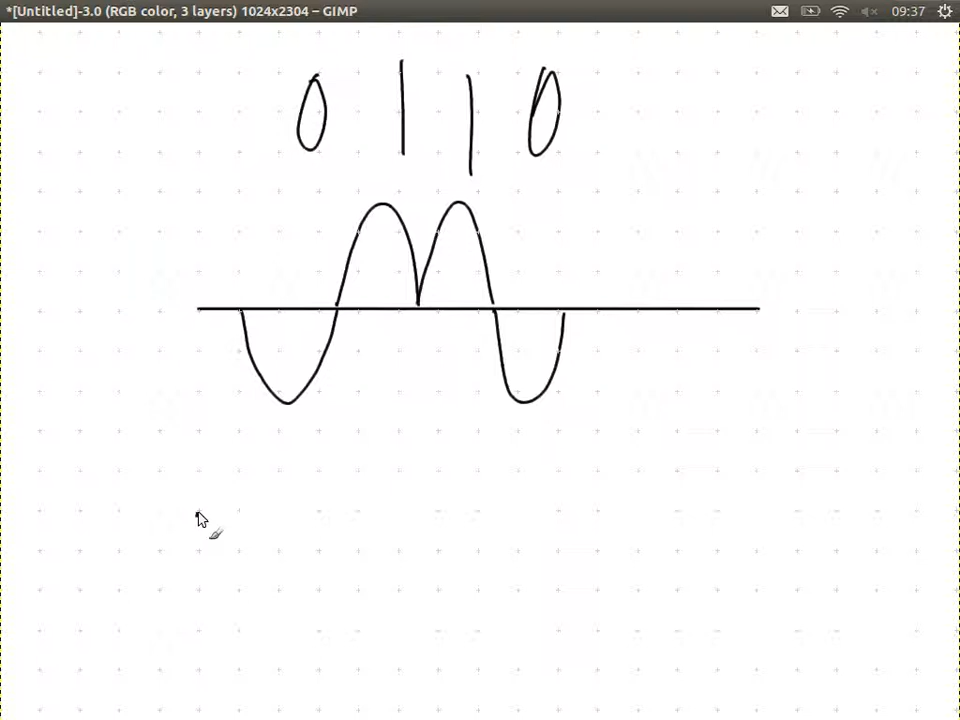 *[Untitled]-3.0 (RGB color, 3 layers) 1024x2304 – GIMP 09:37
0 1 1 0